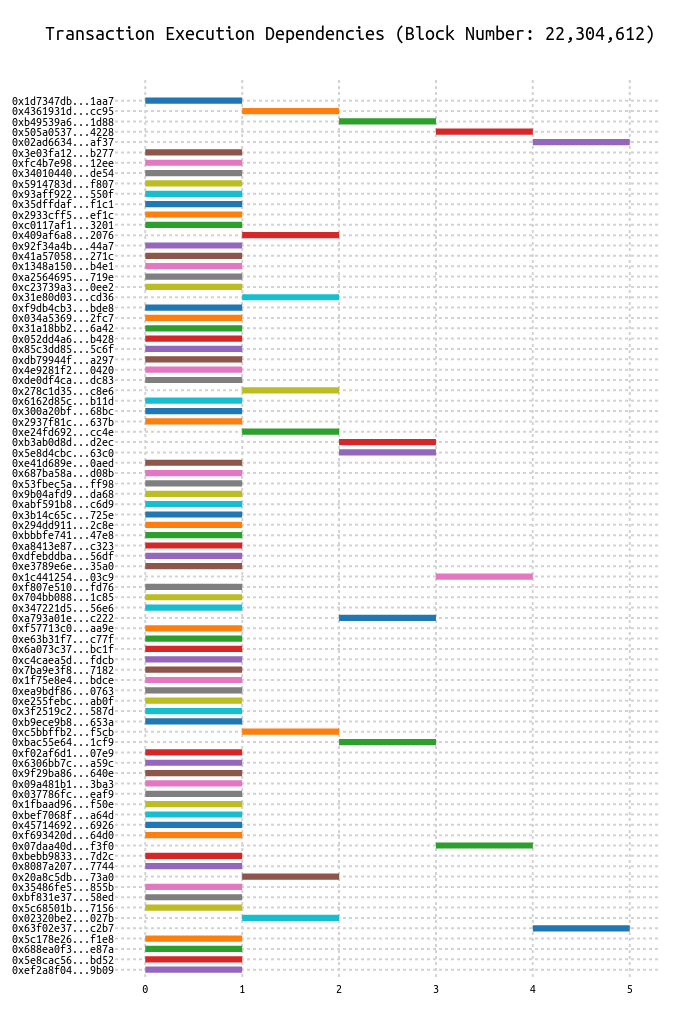 Transaction Execution Dependencies (Block Number: 22,304,612)
0x1d7347db...1aa7
0x4361931d...cc95
0xb49539a6...1d88
0x505a0537...4228
0x02ad6634...af37
0x3e03fa12...b277
0xfc4b7e98...12ee
0x34010440...de54
0x5914783d...f807
0x93aff922...550f
0x35dffdaf...f1c1
0x2933cff5...ef1c
0xc0117af1...3201
0x409af6a8...2076
0x92f34a4b...44a7
0x41a57058...271c
0x1348a150...b4e1
0xa2564695...719e
0xc23739a3...0ee2
0x31e80d03...cd36
0xf9db4cb3...bde8
0x034a5369...2fc7
0x31a18bb2...6a42
0x052dd4a6...b428
0x85c3dd85...5c6f
0xdb79944f...a297
0x4e9281f2...0420
0xde0df4ca...dc83
0x278c1d35...c8e6
0x6162d85c...b11d
0x300a20bf...68bc
0x2937f81c...637b
0xe24fd692...cc4e
0xb3ab0d8d...d2ec
0x5e8d4cbc...63c0
0xe41d689e...0aed
0x687ba58a...d08b
0x53fbec5a...ff98
0x9b04afd9...da68
0xabf591b8...c6d9
0x3b14c65c...725e
0x294dd911...2c8e
0xbbbfe741...47e8
0xa8413e87...c323
0xdfebddba...56df
0xe3789e6e...35a0
0x1c441254...03c9
0xf807e510...fd76
0x704bb088...1c85
0x347221d5...56e6
0xa793a01e...c222
0xf57713c0...aa9e
0xe63b31f7...c77f
0x6a073c37...bc1f
0xc4caea5d...fdcb
0x7ba9e3f8...7182
0x1f75e8e4...bdce
0xea9bdf86...0763
0xe255febc...ab0f
0x3f2519c2...587d
0xb9ece9b8...653a
0xc5bbffb2...f5cb
0xbac55e64...1cf9
0xf02af6d1...07e9
0x6306bb7c...a59c
0x9f29ba86...640e
0x09a481b1...3ba3
0x037786fc...eaf9
0x1fbaad96...f50e
0xbef7068f...a64d
0x45714692...6926
0xf693420d...64d0
0x07daa40d...f3f0
0xbebb9833...7d2c
0x8087a207...7744
0x20a8c5db...73a0
0x35486fe5...855b
0xbf831e37...58ed
0x5c68501b...7156
0x02320be2...027b
0x63f02e37...c2b7
0x5c178e26...f1e8
0x688ea0f3...e87a
0x5e8cac56...bd52
0xef2a8f04...9b09
0 1 2 3 4 5